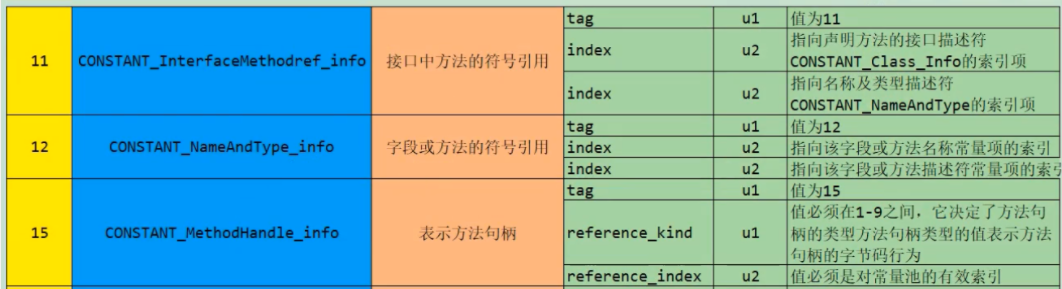 tag u1 值为11
11 CONSTANT_InterfaceMethodref_info 接口中方法的符号引用 index u2 指向声明方法的接口描述符
CONSTANT_Class_Info的索引项
index u2 指向名称及类型描述符
CONSTANT_NameAndType的索引项
tag u1 值为12
12 CONSTANT_NameAndType_info 字段或方法的符号引用 index u2 指向该字段或方法名称常量项的索引
index u2 指向该字段或方法描述符常量项的索引
tag u1 值为15
15 CONSTANT_MethodHandle_info 表示方法句柄 reference_kind u1 值必须在1-9之间，它决定了方法句
柄的类型方法句柄类型的值表示方法
句柄的字节码行为
reference_index u2 值必须是对常量池的有效索引